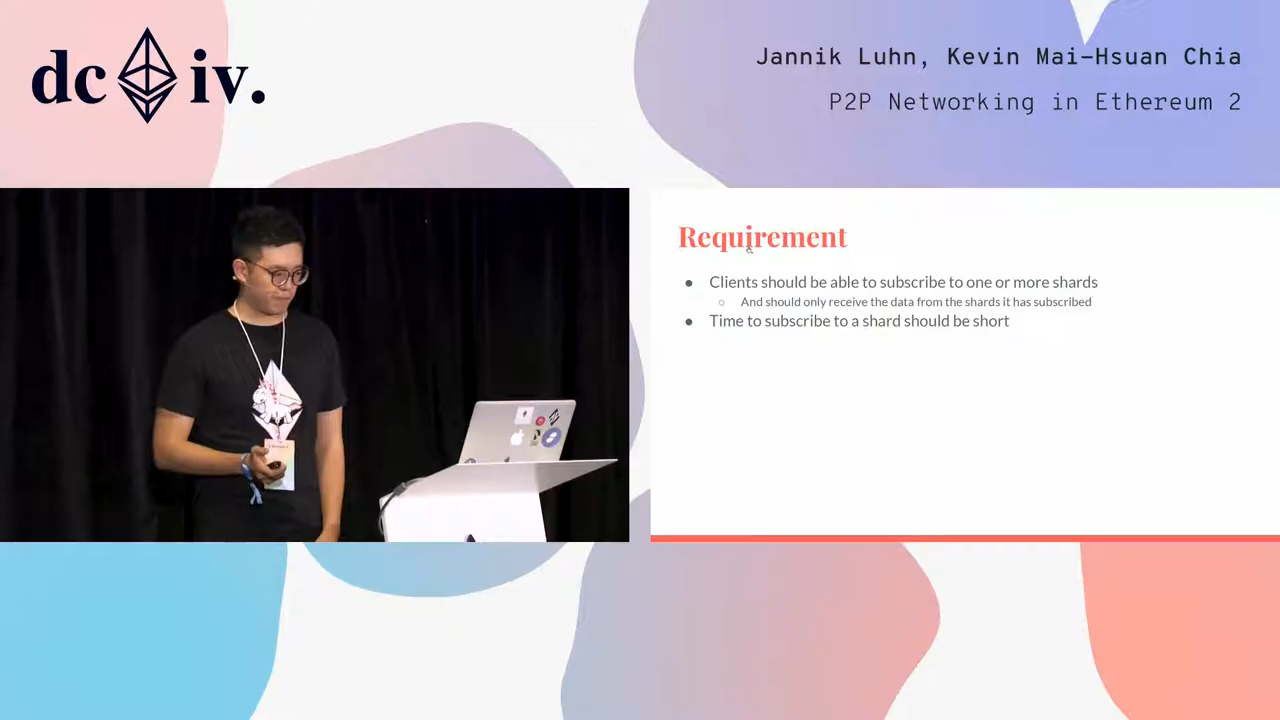 dc iv.
Jannik Luhn, Kevin Mai-Hsuan Chia
P2P Networking in Ethereum 2
Requirement
● Clients should be able to subscribe to one or more shards
○ And should only receive the data from the shards it has subscribed
● Time to subscribe to a shard should be short